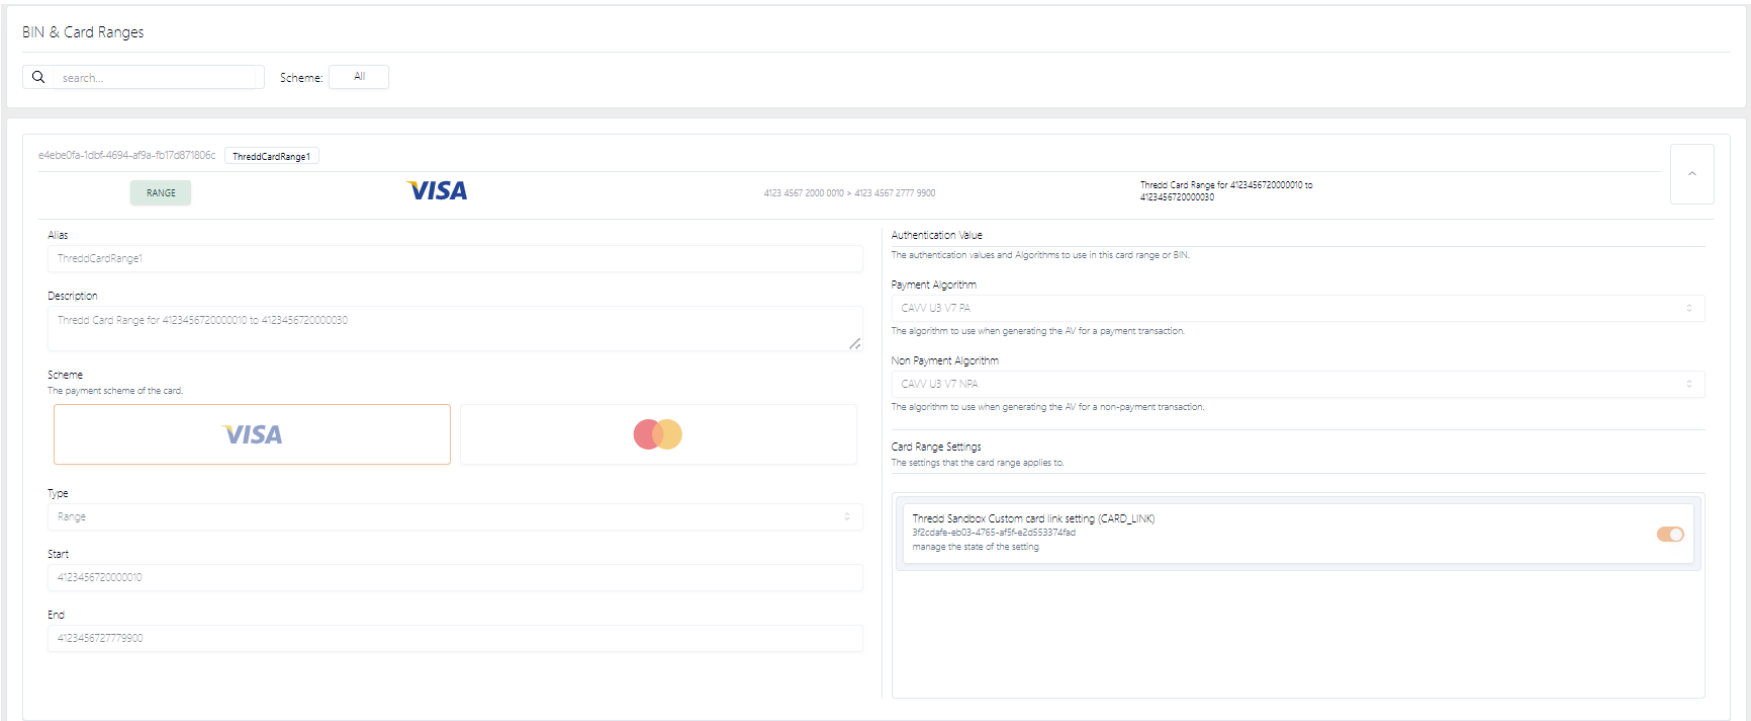 BIN & Card Ranges
search...
Scheme:
All
e4ebe0fa-1dbf-4694-af9a-fb17d871806c
ThreddCardRange1
RANGE
VISA
4123 4567 2000 0010 > 4123 4567 2777 9900
Thredd Card Range for 4123456720000010 to
4123456720000030
Alias
ThreddCardRange1
Description
Thredd Card Range for 4123456720000010 to 4123456720000030
Scheme
The payment scheme of the card.
VISA
Type
Range
Start
4123456720000010
End
4123456727779900
Authentication Value
The authentication values and Algorithms to use in this card range or BIN.
Payment Algorithm
CAVV U3 V7 PA
The algorithm to use when generating the AV for a payment transaction.
Non Payment Algorithm
CAVV U3 V7 NPA
The algorithm to use when generating the AV for a non-payment transaction.
Card Range Settings
The settings that the card range applies to.
Thredd Sandbox Custom card link setting (CARD_LINK)
3f2cdafe-eb03-4765-af5f-e2d553374fad
manage the state of the setting